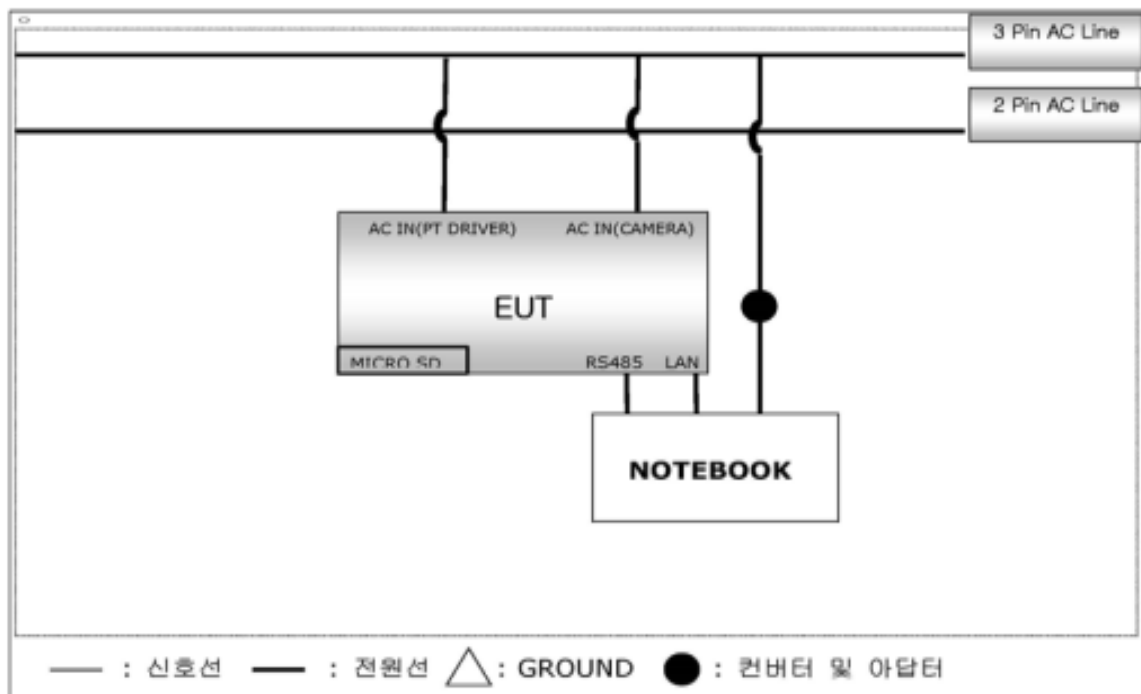 3 Pin AC Line
2 Pin AC Line
AC IN(PT DRIVER) AC IN(CAMERA)
EUT
MICRO SD RS485 LAN
NOTEBOOK
: 신호선 : 전원선 : GROUND : 컨버터 및 아답터